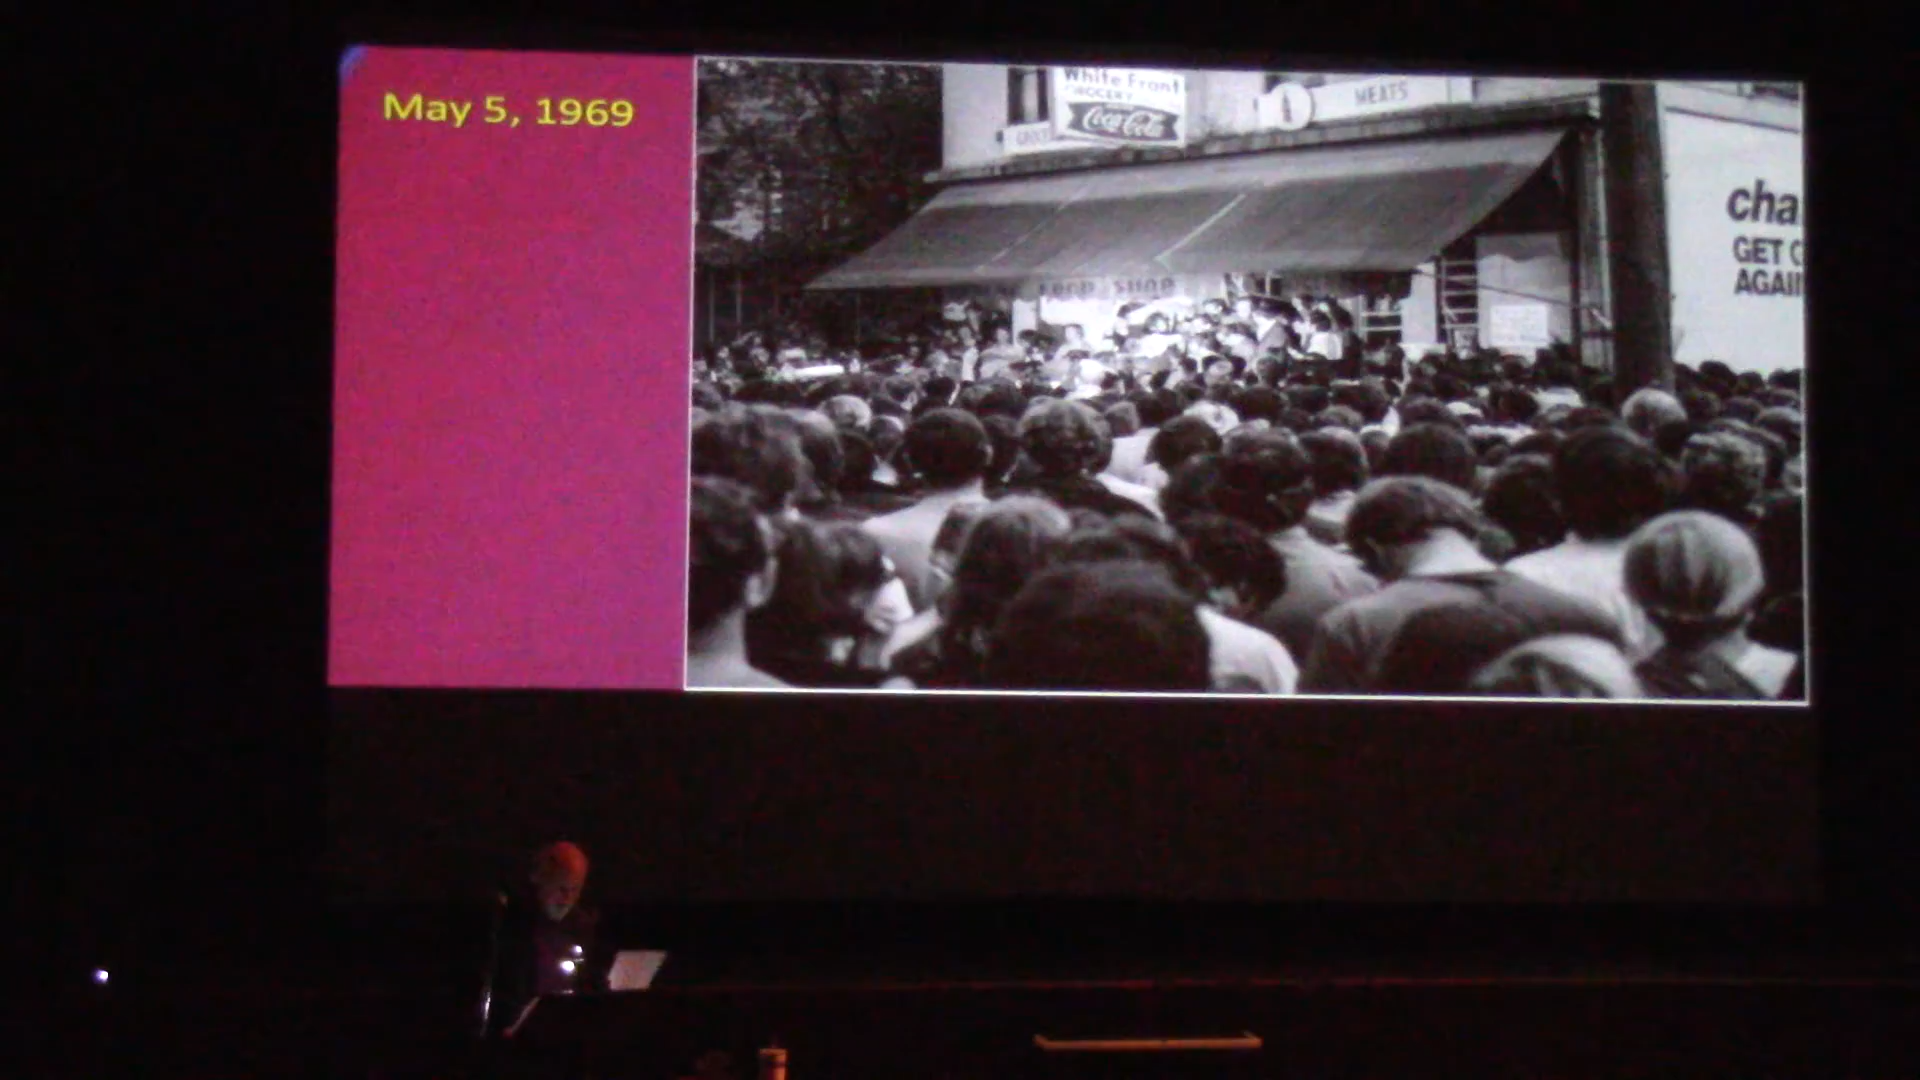 May 5, 1969
White Front
GROCERY
Coca-Cola
MEATS
cha
GET C
AGAI